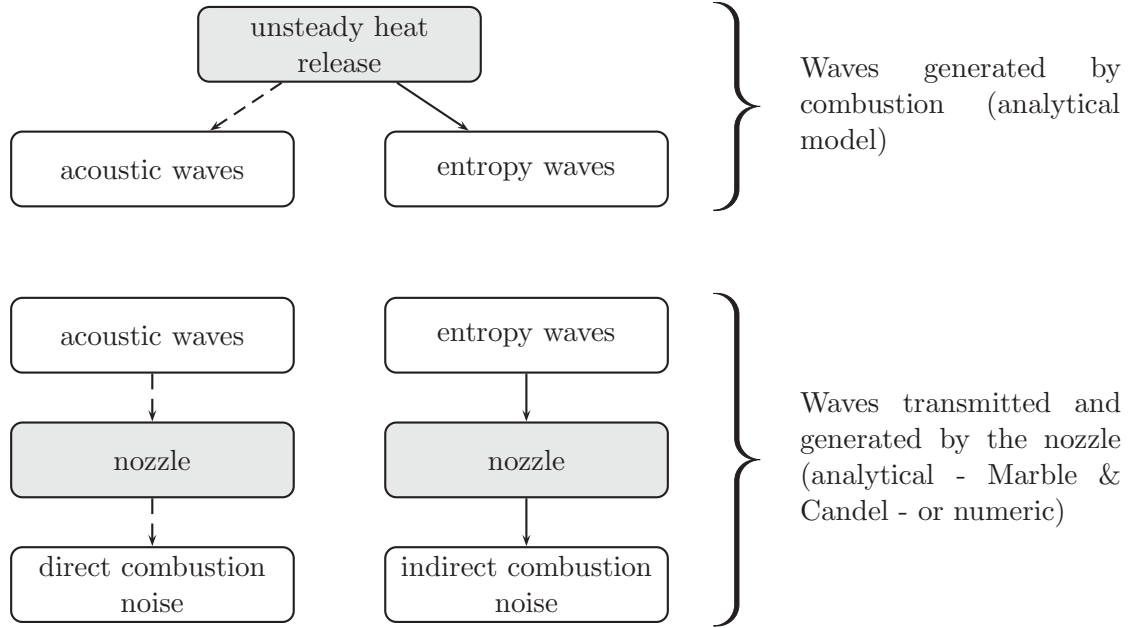 unsteady heat
release
acoustic waves
entropy waves
Waves generated by
combustion (analytical
model)
acoustic waves
entropy waves
nozzle
nozzle
direct combustion
noise
indirect combustion
noise
Waves transmitted and
generated by the nozzle
(analytical - Marble &
Candel - or numeric)